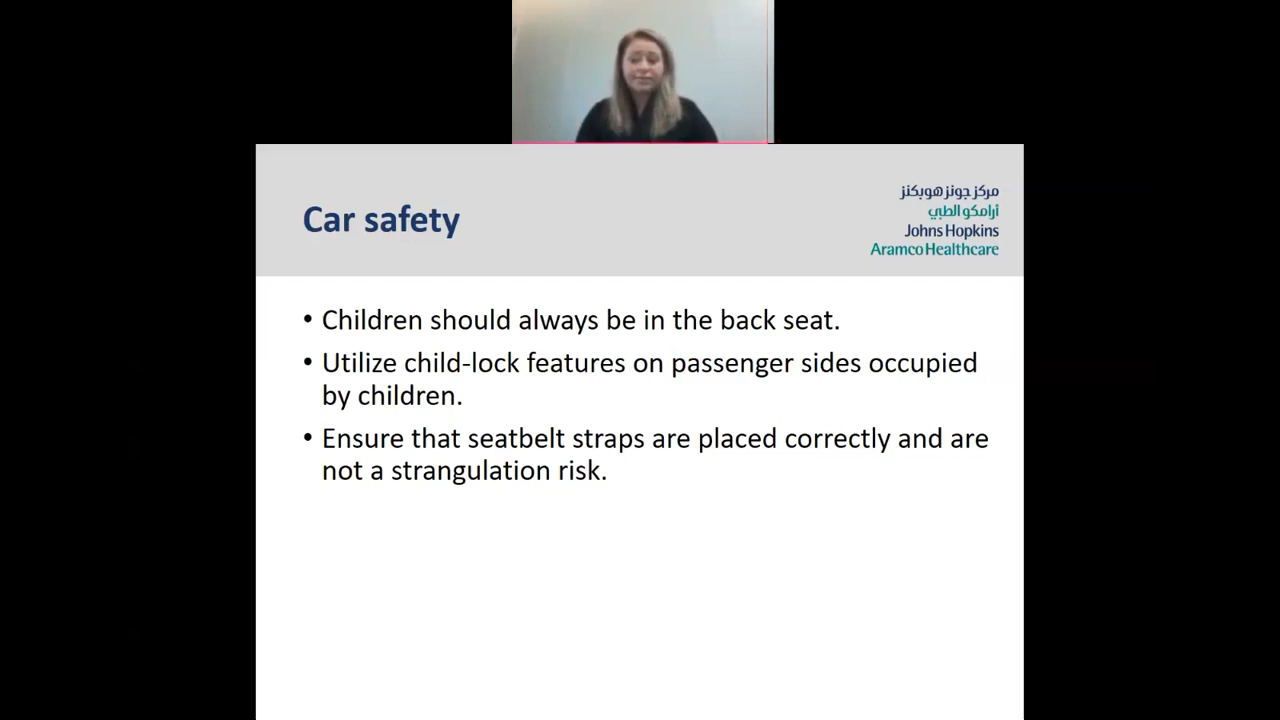 Car safety
مركز جونز هوبكنز
أرامكو الطبي
Johns Hopkins
Aramco Healthcare
• Children should always be in the back seat.
• Utilize child-lock features on passenger sides occupied
by children.
• Ensure that seatbelt straps are placed correctly and are
not a strangulation risk.